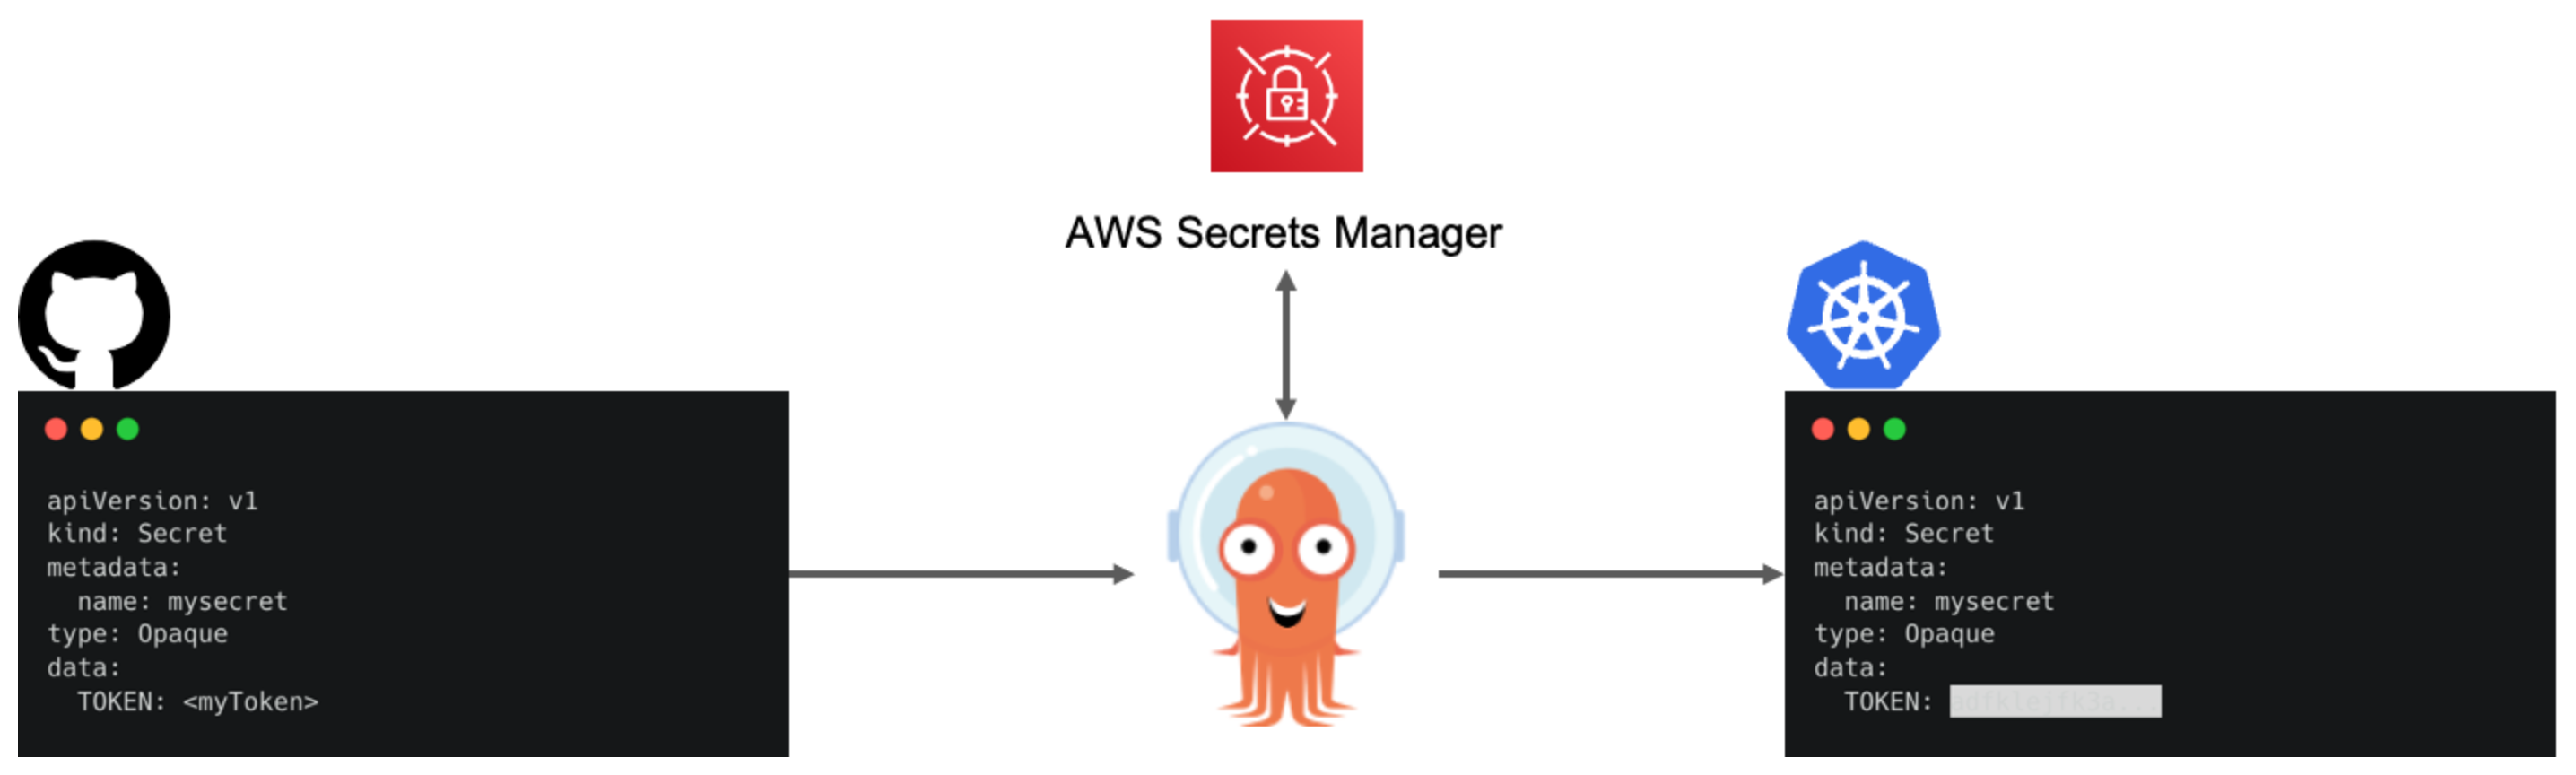 AWS Secrets Manager
apiVersion: v1
kind: Secret
metadata:
  name: mysecret
type: Opaque
data:
  TOKEN: <myToken>
apiVersion: v1
kind: Secret
metadata:
  name: mysecret
type: Opaque
data:
  TOKEN: adfklejfk3a...